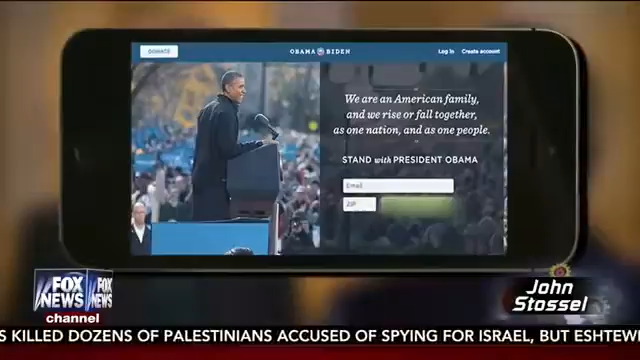 DONATE
OBAMA BIDEN
Log in
Create account
We are an American family,
and we rise or fall together,
as one nation, and as one people.
STAND with PRESIDENT OBAMA
Email
ZIP
FOX
NEWS
channel
FOX
NEWS
John
Stossel
S KILLED DOZENS OF PALESTINIANS ACCUSED OF SPYING FOR ISRAEL, BUT ESHTEW